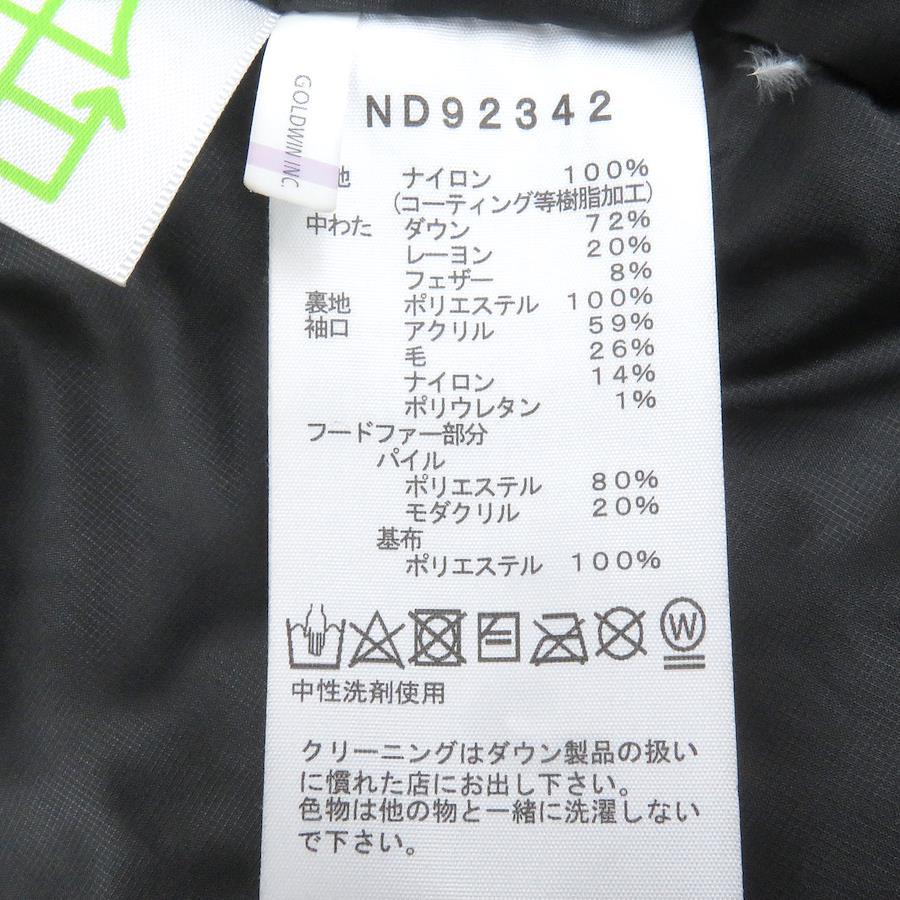 GOLDWIN INC
ND92342
地 ナイロン 100%
(コーティング等樹脂加工)
中わた ダウン 72%
レーヨン 20%
フェザー 8%
裏地 ポリエステル 100%
袖口 アクリル 59%
毛 26%
ナイロン 14%
ポリウレタン 1%
フードファー部分
パイル
ポリエステル 80%
モダクリル 20%
基布
ポリエステル 100%
W
中性洗剤使用
クリーニングはダウン製品の扱い
に慣れた店にお出し下さい。
色物は他の物と一緒に洗濯しない
で下さい。